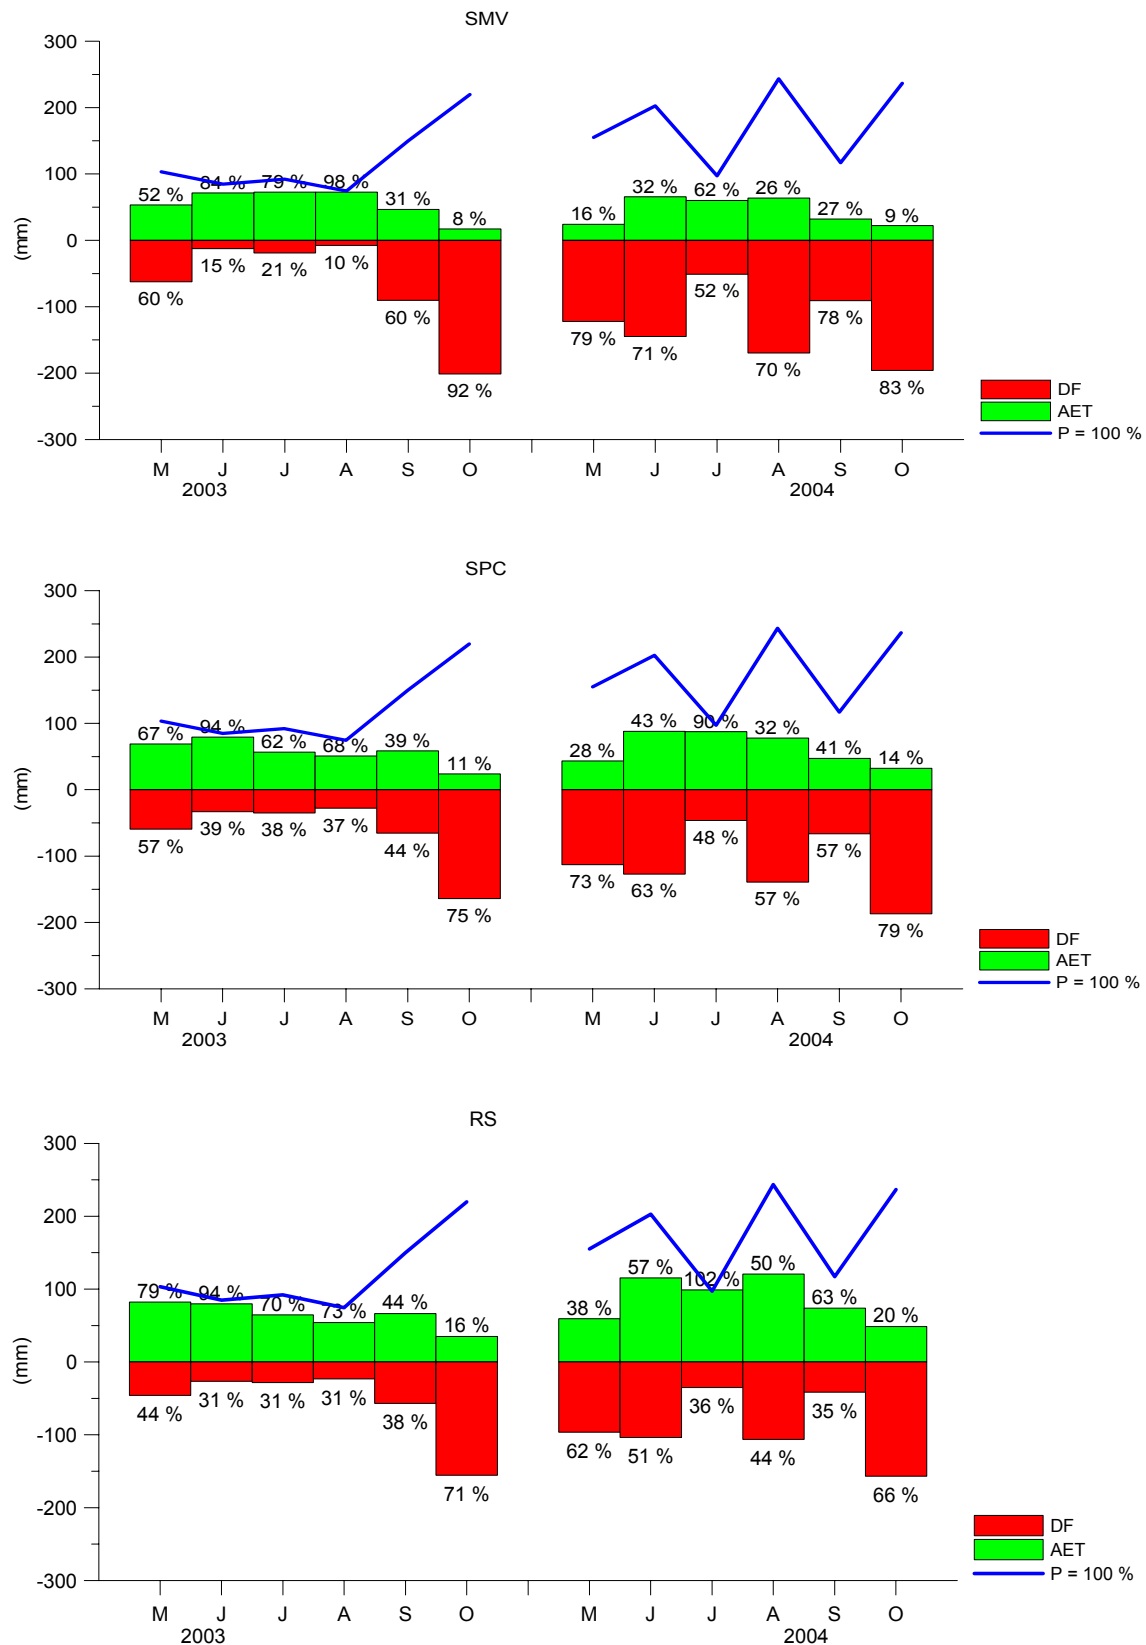 SMV
300
200
100
0
-100
-200
-300
(mm)
52 % 84 % 79 % 98 % 31 % 8 % 16 % 32 % 62 % 26 % 27 % 9 %
60 % 15 % 21 % 10 % 60 % 92 % 79 % 71 % 52 % 70 % 78 % 83 %
DF
AET
P = 100 %
M J J A S O M J J A S O
2003 2004
SPC
300
200
100
0
-100
-200
-300
(mm)
67 % 94 % 62 % 68 % 39 % 11 % 28 % 43 % 90 % 32 % 41 % 14 %
57 % 39 % 38 % 37 % 44 % 75 % 73 % 63 % 48 % 57 % 57 % 79 %
DF
AET
P = 100 %
M J J A S O M J J A S O
2003 2004
RS
300
200
100
0
-100
-200
-300
(mm)
79 % 94 % 70 % 73 % 44 % 16 % 38 % 57 % 102 % 50 % 63 % 20 %
44 % 31 % 31 % 31 % 38 % 71 % 62 % 51 % 36 % 44 % 35 % 66 %
DF
AET
P = 100 %
M J J A S O M J J A S O
2003 2004